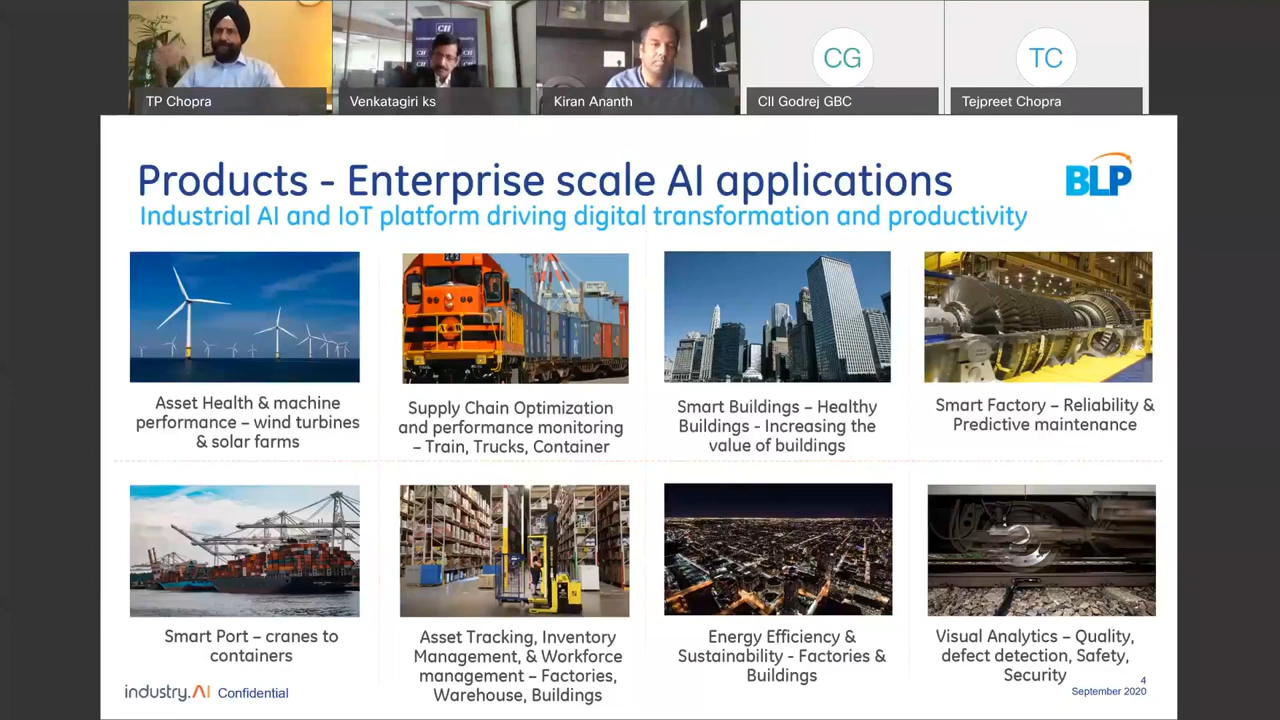 CII
TP Chopra
Venkatagiri ks
Kiran Ananth
CG
CII Godrej GBC
TC
Tejpreet Chopra
Products - Enterprise scale AI applications
BLP
Industrial AI and IoT platform driving digital transformation and productivity
Asset Health & machine
performance – wind turbines
& solar farms
Supply Chain Optimization
and performance monitoring
– Train, Trucks, Container
Smart Buildings – Healthy
Buildings - Increasing the
value of buildings
Smart Factory – Reliability &
Predictive maintenance
Smart Port – cranes to
containers
Asset Tracking, Inventory
Management, & Workforce
management – Factories,
Warehouse, Buildings
Energy Efficiency &
Sustainability - Factories &
Buildings
Visual Analytics – Quality,
defect detection, Safety,
Security
industry.AI Confidential
4
September 2020